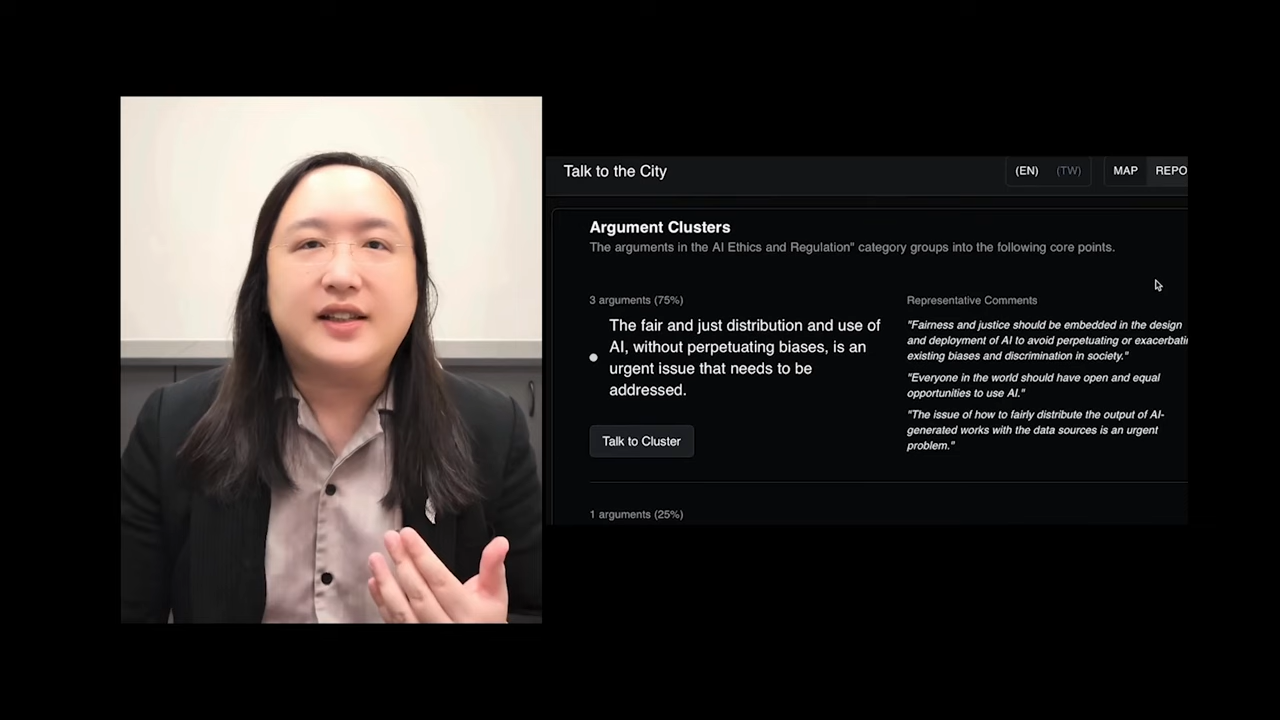 Talk to the City
(EN) (TW) MAP REPO
Argument Clusters
The arguments in the AI Ethics and Regulation" category groups into the following core points.
3 arguments (75%)
The fair and just distribution and use of
AI, without perpetuating biases, is an
urgent issue that needs to be
addressed.
Talk to Cluster
Representative Comments
"Fairness and justice should be embedded in the design
and deployment of AI to avoid perpetuating or exacerbati
existing biases and discrimination in society."
"Everyone in the world should have open and equal
opportunities to use AI."
"The issue of how to fairly distribute the output of AI-
generated works with the data sources is an urgent
problem."
1 arguments (25%)